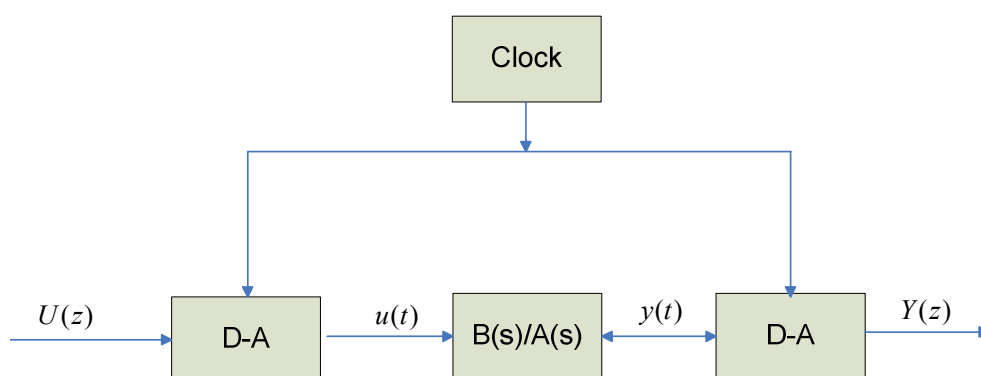 Clock
U(z)
D-A
u(t)
B(s)/A(s)
y(t)
D-A
Y(z)